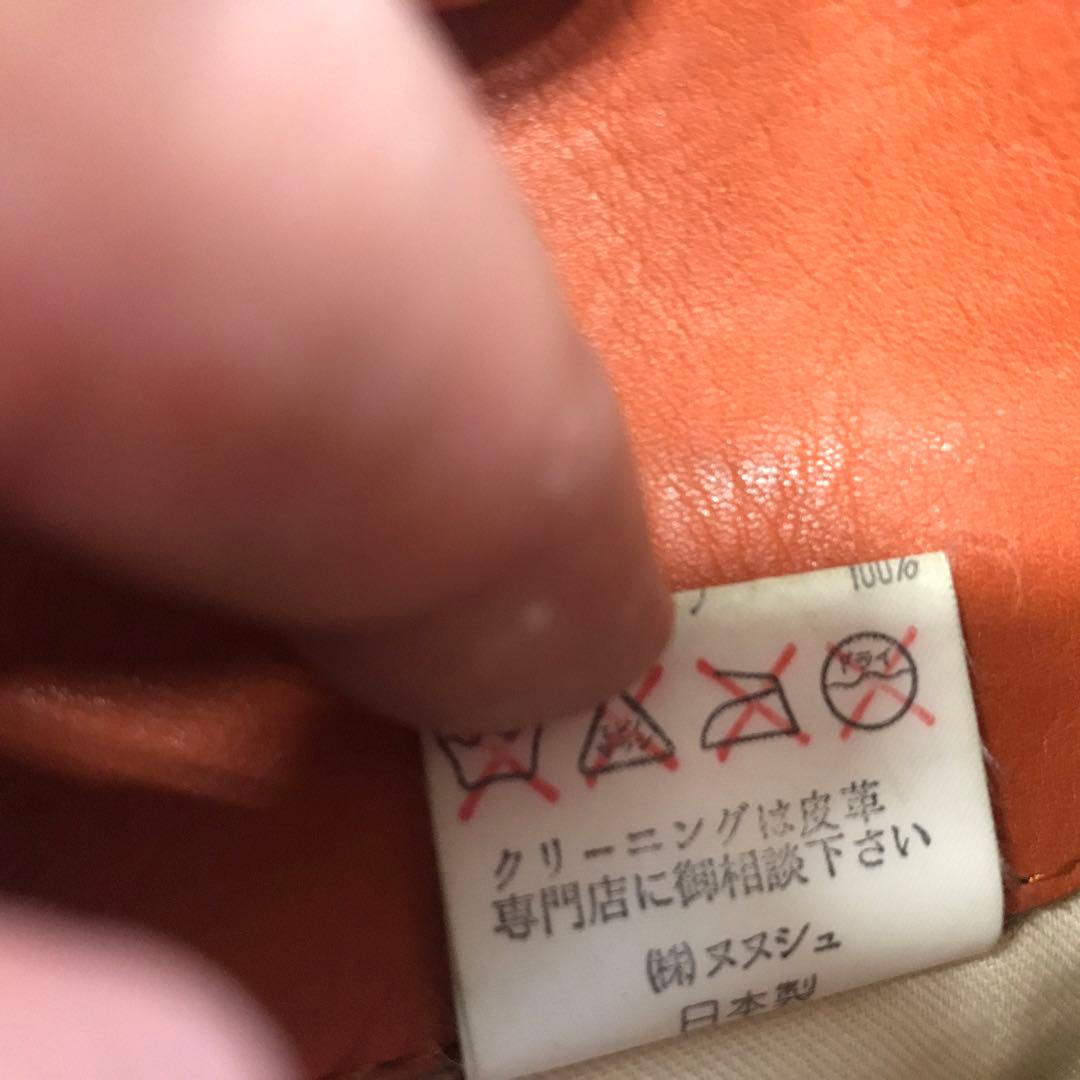 100%
ドライ
クリーニングは皮革
専門店に御相談下さい
㈱ヌヌシュ
日本製